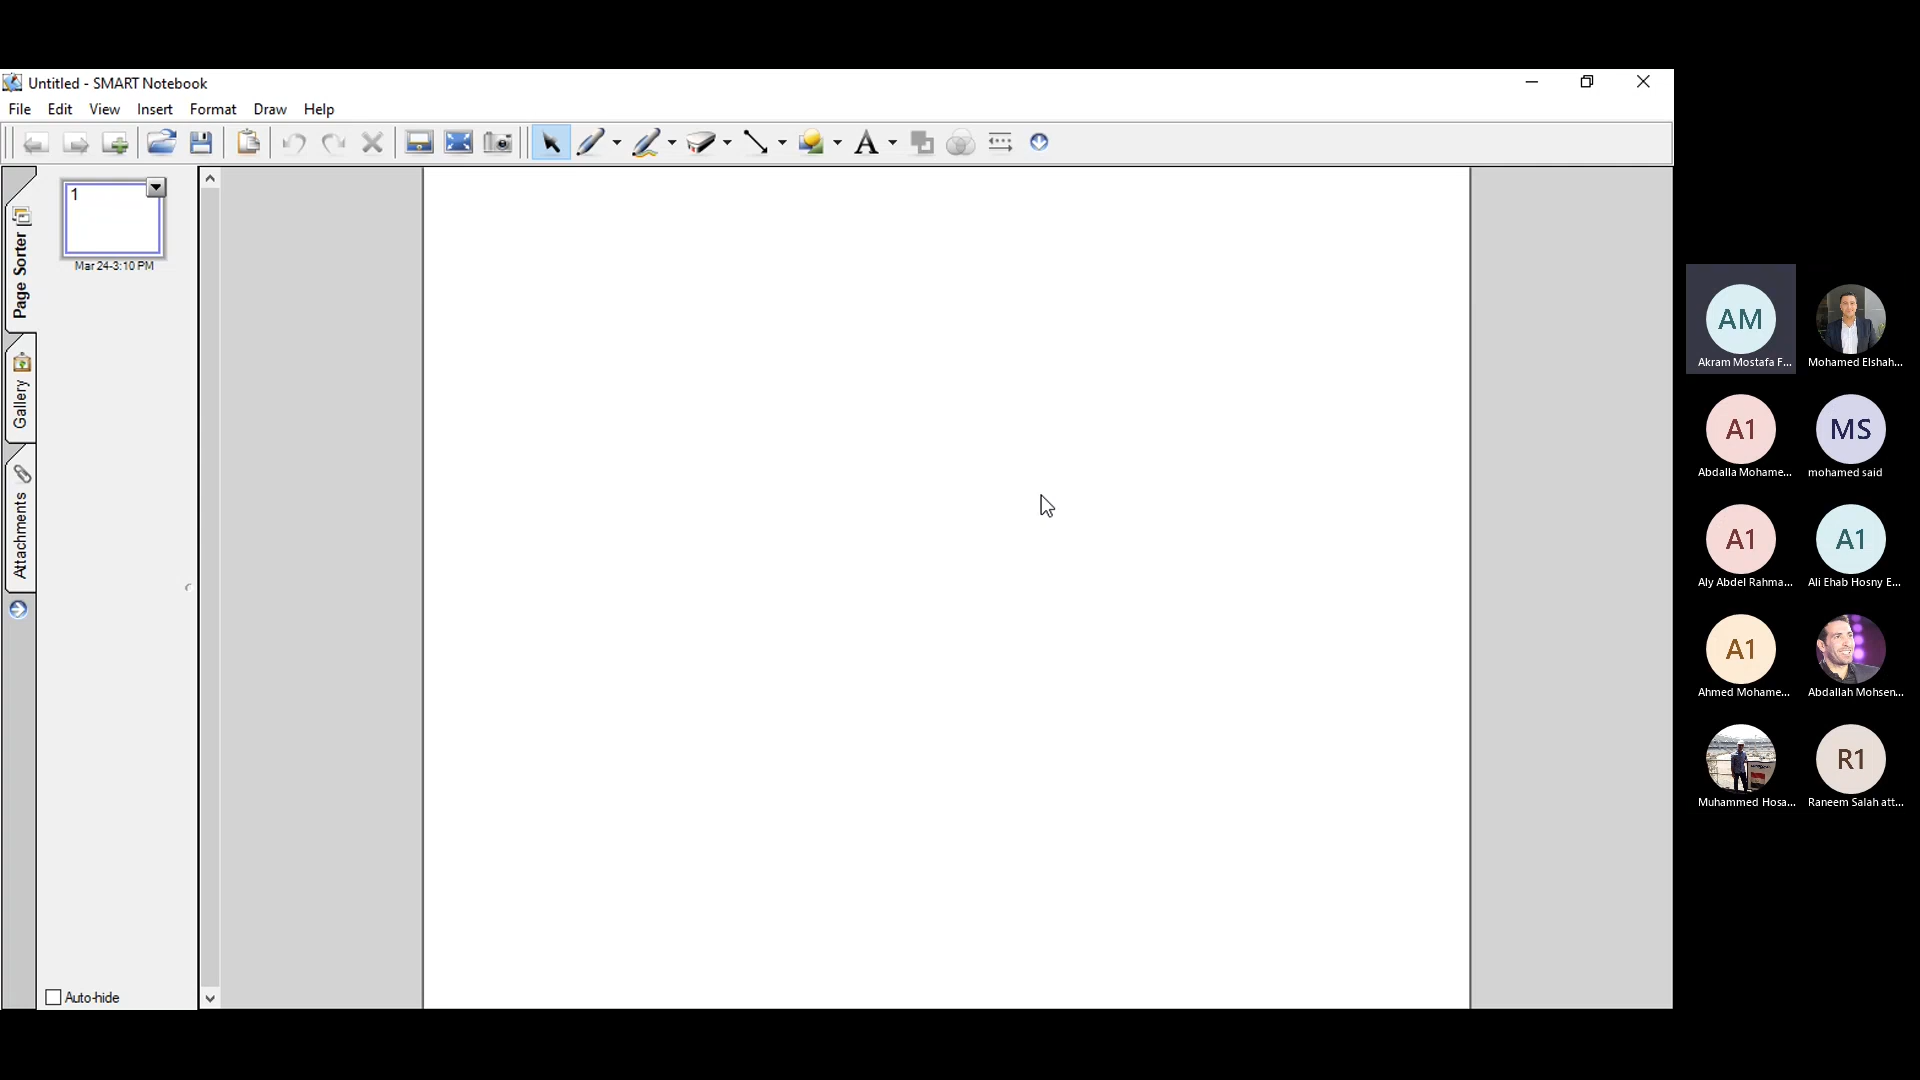 Untitled - SMART Notebook
File Edit View Insert Format Draw Help
Page Sorter
1
Mar 24-3:10 PM
Gallery
Attachments
Auto-hide
AM
Akram Mostafa F... Mohamed Elshah...
A1 MS
Abdalla Mohame... mohamed said
A1 A1
Aly Abdel Rahma... Ali Ehab Hosny E...
A1
Ahmed Mohame... Abdallah Mohsen...
R1
Muhammed Hosa... Raneem Salah att...